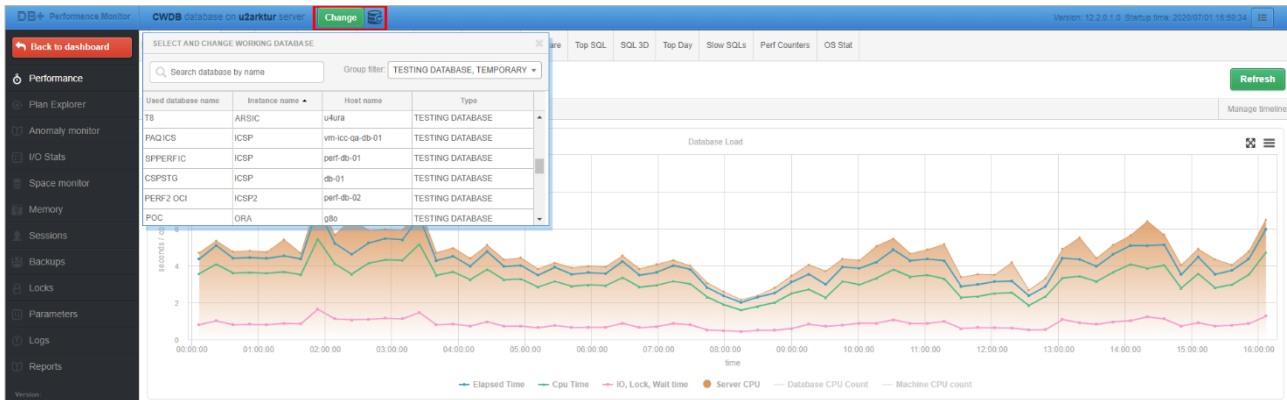 DB+ Performance Monitor
CWDB database on u2arktur server
Change
Version: 12.2.0.1.0 Startup time: 2020/07/01 16:59:34
Back to dashboard
Performance
Plan Explorer
Anomaly monitor
I/O Stats
Space monitor
Memory
Sessions
Backups
Locks
Parameters
Logs
Reports
Version:
SELECT AND CHANGE WORKING DATABASE
Search database by name
Group filter: TESTING DATABASE, TEMPORARY
Used database name Instance name Host name Type
T8 ARSIC u4ura TESTING DATABASE
PAQICS ICSP vm-icc-qa-db-01 TESTING DATABASE
SPPERFIC ICSP perf-db-01 TESTING DATABASE
CSPSTG ICSP db-01 TESTING DATABASE
PERF2 OCI ICSP2 perf-db-02 TESTING DATABASE
POC ORA g8o TESTING DATABASE
Top SQL SQL 3D Top Day Slow SQLs Perf Counters OS Stat
Refresh
Manage timeline
Database Load
6
4
2
0
00:00:00 01:00:00 02:00:00 03:00:00 04:00:00 05:00:00 06:00:00 07:00:00 08:00:00 09:00:00 10:00:00 11:00:00 12:00:00 13:00:00 14:00:00 15:00:00 16:00:00
time
Elapsed Time Cpu Time IO, Lock, Wait time Server CPU Database CPU Count Machine CPU count